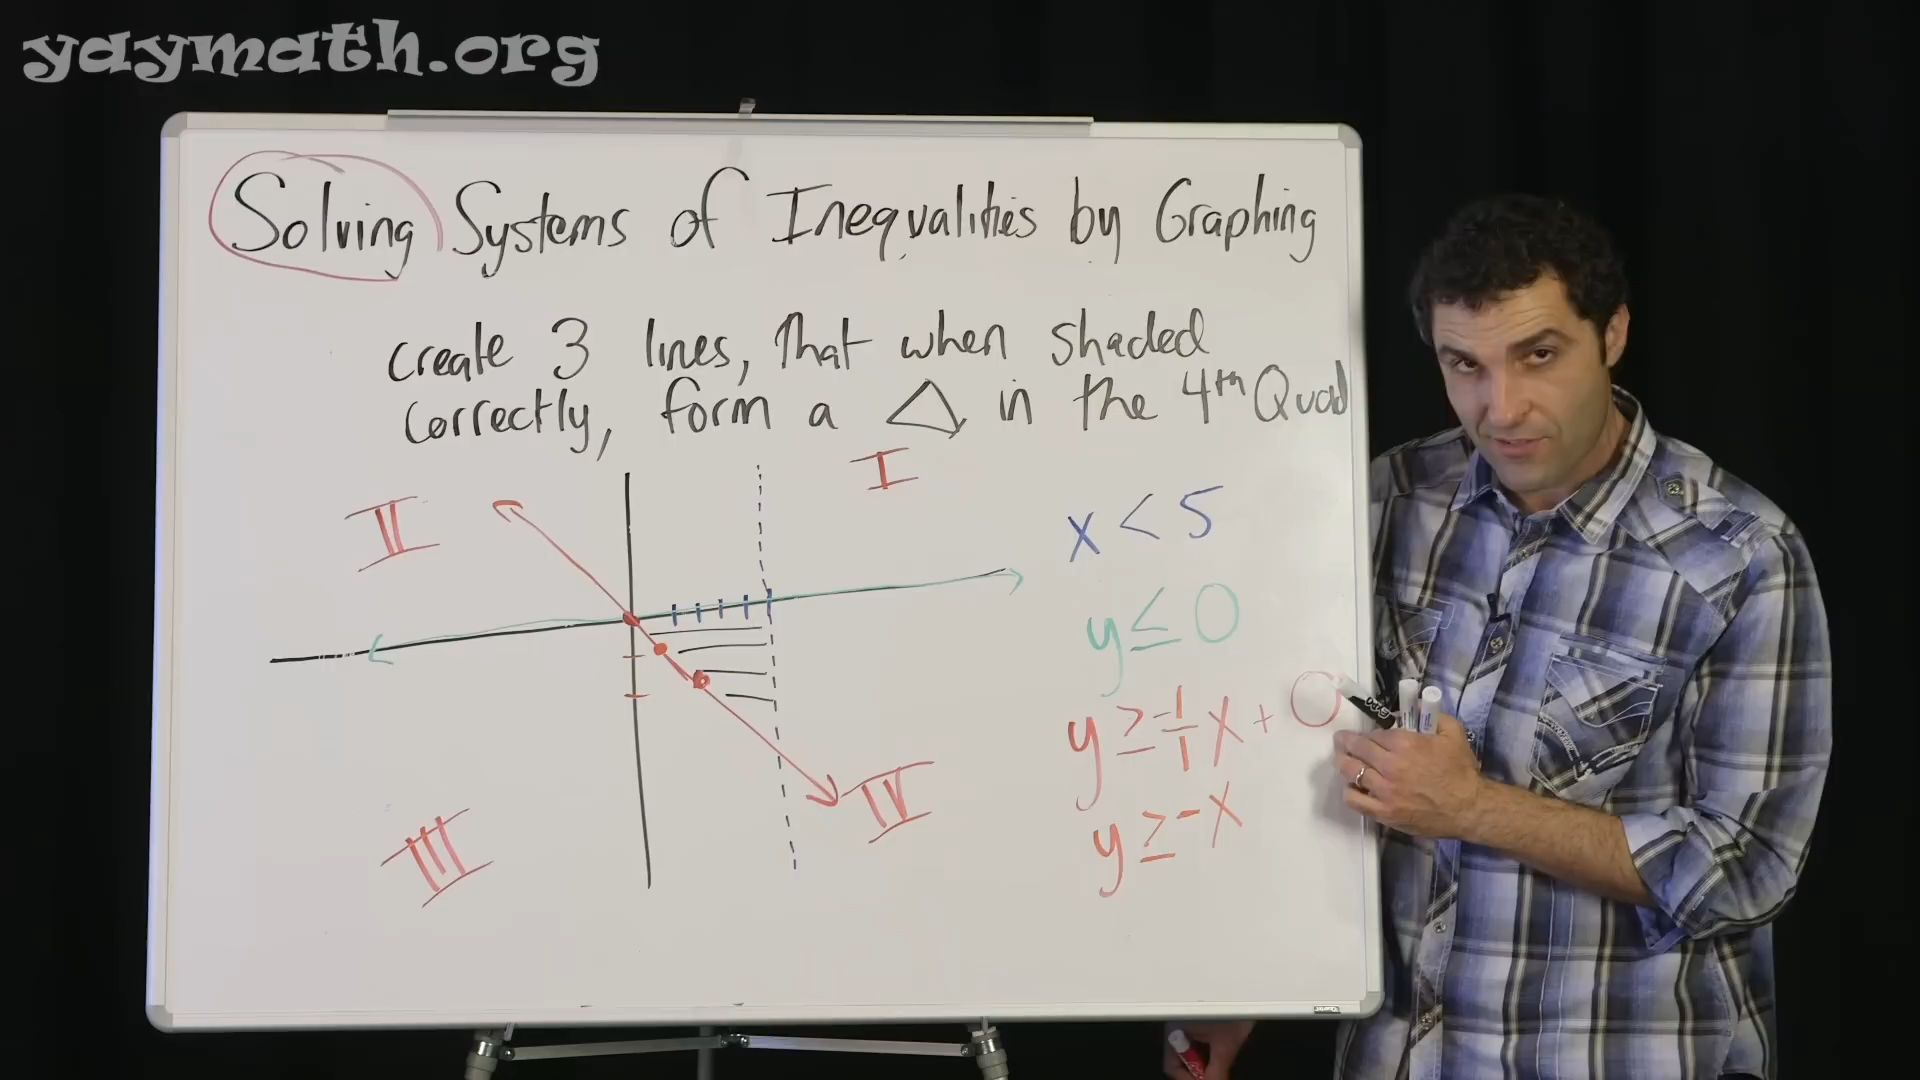 yaymath.org
Solving Systems of Inequalities by Graphing
create 3 lines, that when shaded
correctly, form a △ in the 4th Quad
I
II
x < 5
y ≤ 0
y ≥ -1/1 x + 0
IV
y ≥ -x
III